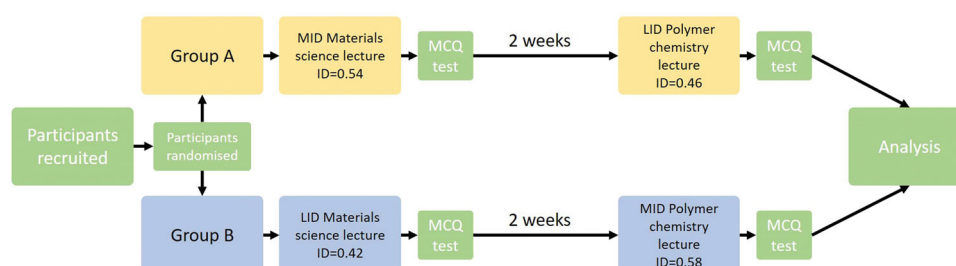 Participants
recruited
Participants
randomised
Group A
MID Materials
science lecture
ID=0.54
MCQ
test
2 weeks
LID Polymer
chemistry
lecture
ID=0.46
MCQ
test
Group B
LID Materials
science lecture
ID=0.42
MCQ
test
2 weeks
MID Polymer
chemistry
lecture
ID=0.58
MCQ
test
Analysis